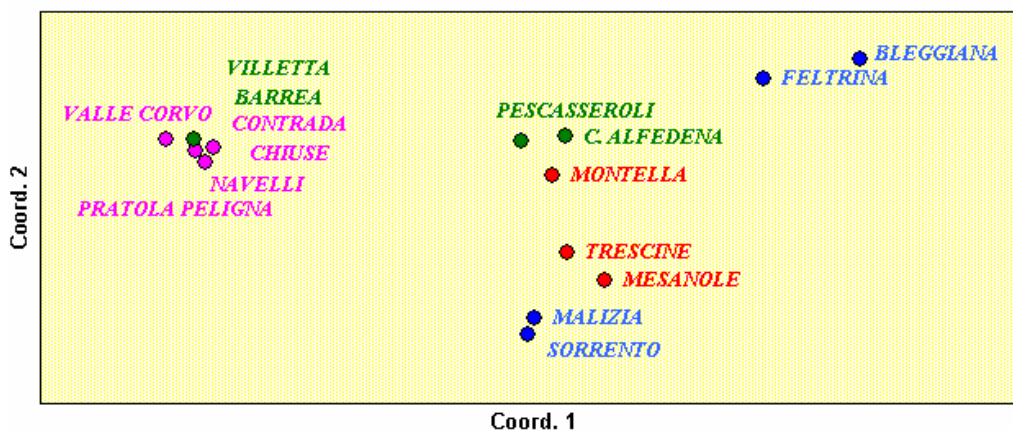 BLEGGIANA
FELTRINA
VILLETTA
BARREA
VALLE CORVO
CONTRADA
CHIUSE
NAVELLI
PRATOLA PELIGNA
PESCASSEROLI
C. ALFEDENA
MONTELLA
TRESCINE
MESANOLE
MALIZIA
SORRENTO
Coord. 2
Coord. 1